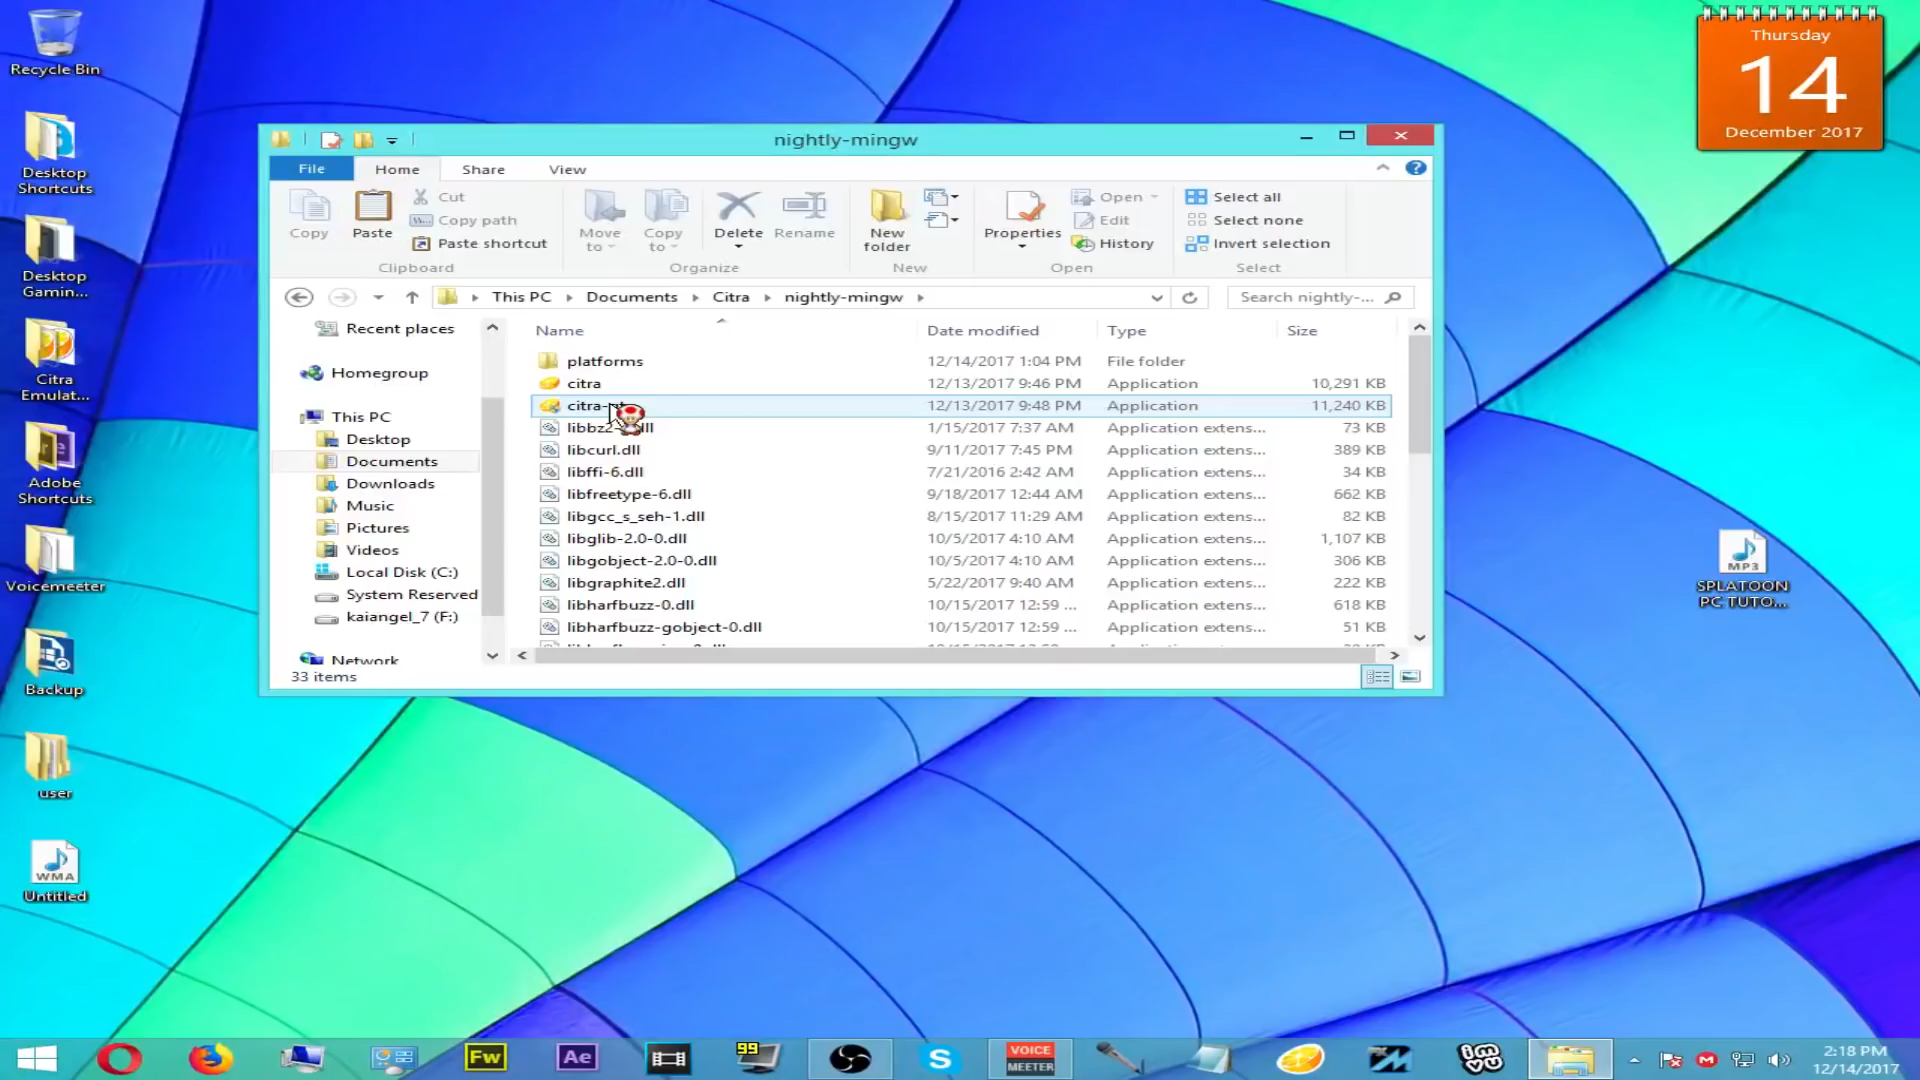 Recycle Bin
Desktop
Shortcuts
Desktop
Gamin...
Citra
Emulat...
Adobe
Shortcuts
Voicemeeter
Backup
user
WMA
Untitled
Thursday
14
December 2017
MP3
SPLATOON
PC TUTO...
nightly-mingw
File Home Share View
Copy
Paste
Cut
Copy path
Paste shortcut
Clipboard
Move
to
Copy
to
Delete
Rename
Organize
New
folder
New
Properties
Open
Edit
History
Open
Select all
Select none
Invert selection
Select
This PC Documents Citra nightly-mingw
Search nightly-...
Recent places
Homegroup
This PC
Desktop
Documents
Downloads
Music
Pictures
Videos
Local Disk (C:)
System Reserved
kaiangel_7 (F:)
Network
Name Date modified Type Size
platforms 12/14/2017 1:04 PM File folder
citra 12/13/2017 9:46 PM Application 10,291 KB
12/13/2017 9:48 PM Application 11,240 KB
1/15/2017 7:37 AM Application extens... 73 KB
libcurl.dll 9/11/2017 7:45 PM Application extens... 389 KB
libffi-6.dll 7/21/2016 2:42 AM Application extens... 34 KB
libfreetype-6.dll 9/18/2017 12:44 AM Application extens... 662 KB
libgcc_s_seh-1.dll 8/15/2017 11:29 AM Application extens... 82 KB
libglib-2.0-0.dll 10/5/2017 4:10 AM Application extens... 1,107 KB
libgobject-2.0-0.dll 10/5/2017 4:10 AM Application extens... 306 KB
libgraphite2.dll 5/22/2017 9:40 AM Application extens... 222 KB
libharfbuzz-0.dll 10/15/2017 12:59 ... Application extens... 618 KB
libharfbuzz-gobject-0.dll 10/15/2017 12:59 ... Application extens... 51 KB
33 items
Fw
Ae
99
S
VOICE
MEETER
IMVU
M
2:18 PM
12/14/2017